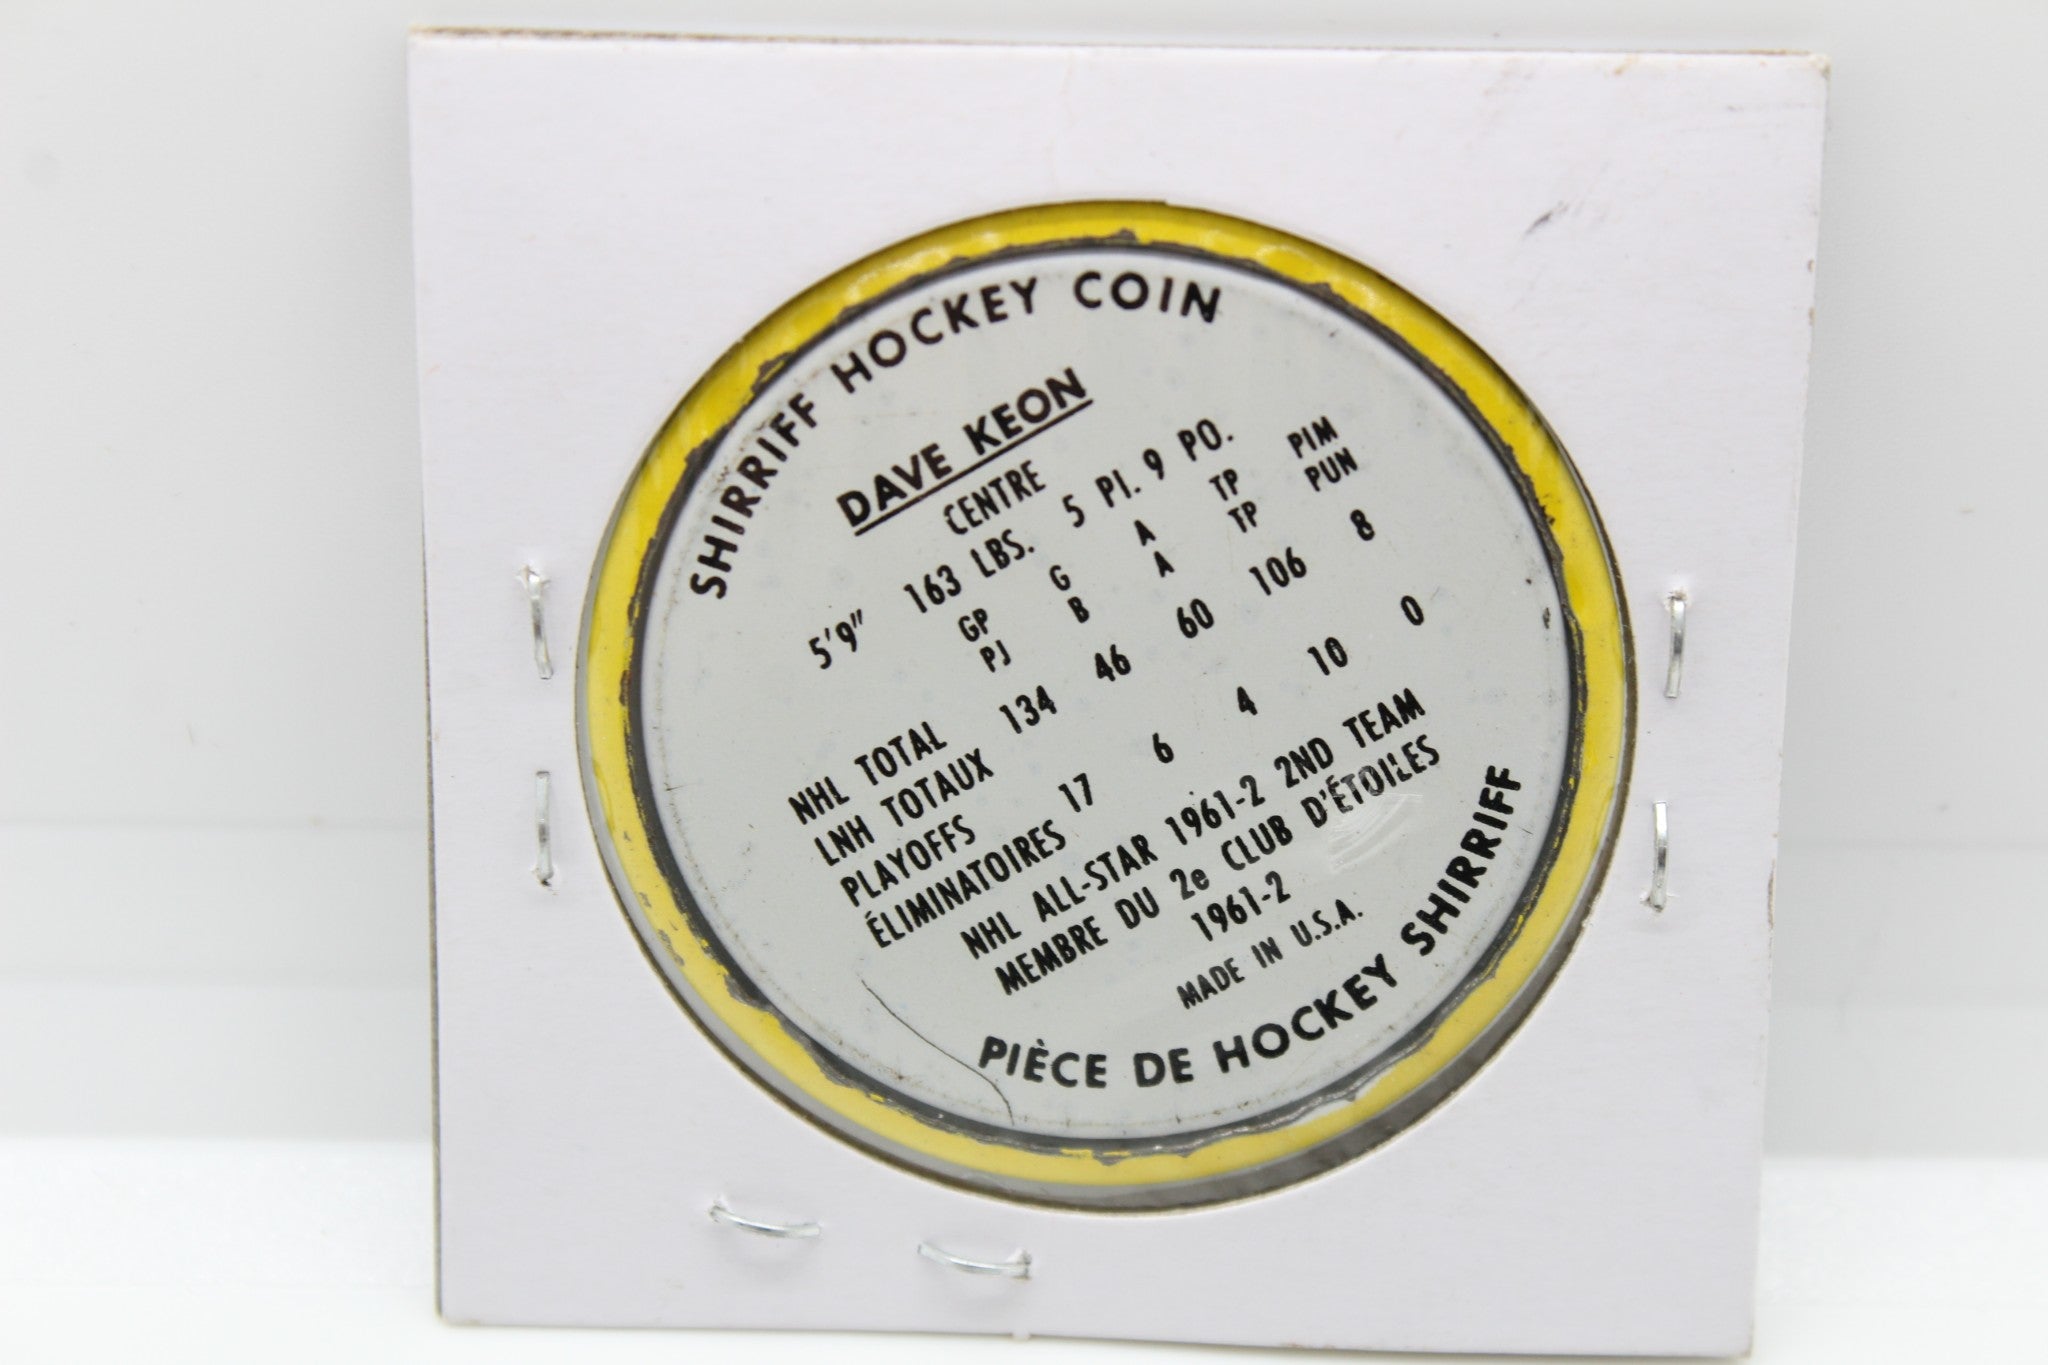 SHIRRIFF HOCKEY COIN
DAVE KEON
CENTRE
5'9" 163 LBS. 5 PI. 9 PO.
GP G A TP PIM
PJ B A TP PUN
NHL TOTAL
LNH TOTAUX 134 46 60 106 8
PLAYOFFS
ÉLIMINATOIRES 17 6 4 10 0
NHL ALL-STAR 1961-2 2ND TEAM
MEMBRE DU 2e CLUB D'ÉTOILES
1961-2
MADE IN U.S.A.
PIÈCE DE HOCKEY SHIRRIFF